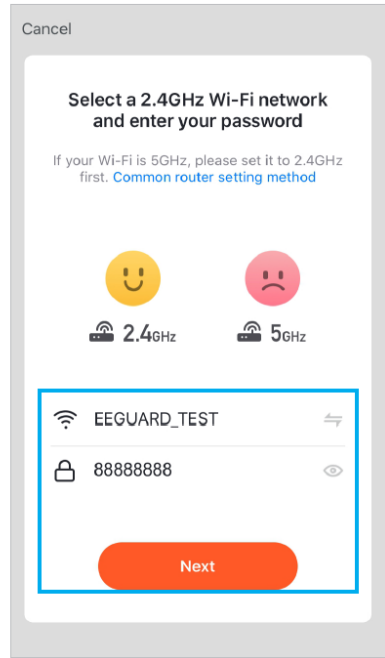 Cancel
Select a 2.4GHz Wi-Fi network
and enter your password
If your Wi-Fi is 5GHz, please set it to 2.4GHz
first. Common router setting method
2.4GHz 5GHz
EEGUARD_TEST
88888888
Next